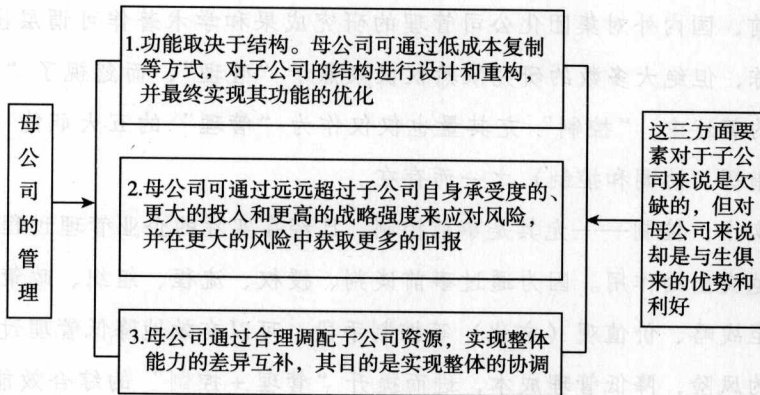 母公司的管理
1.功能取决于结构。母公司可通过低成本复制
等方式，对子公司的结构进行设计和重构，
并最终实现其功能的优化
2.母公司可通过远远超过子公司自身承受度的、
更大的投入和更高的战略强度来应对风险，
并在更大的风险中获取更多的回报
3.母公司通过合理调配子公司资源，实现整体
能力的差异互补，其目的是实现整体的协调
这三方面要
素对于子公
司来说是欠
缺的，但对
母公司来说
却是与生俱
来的优势和
利好